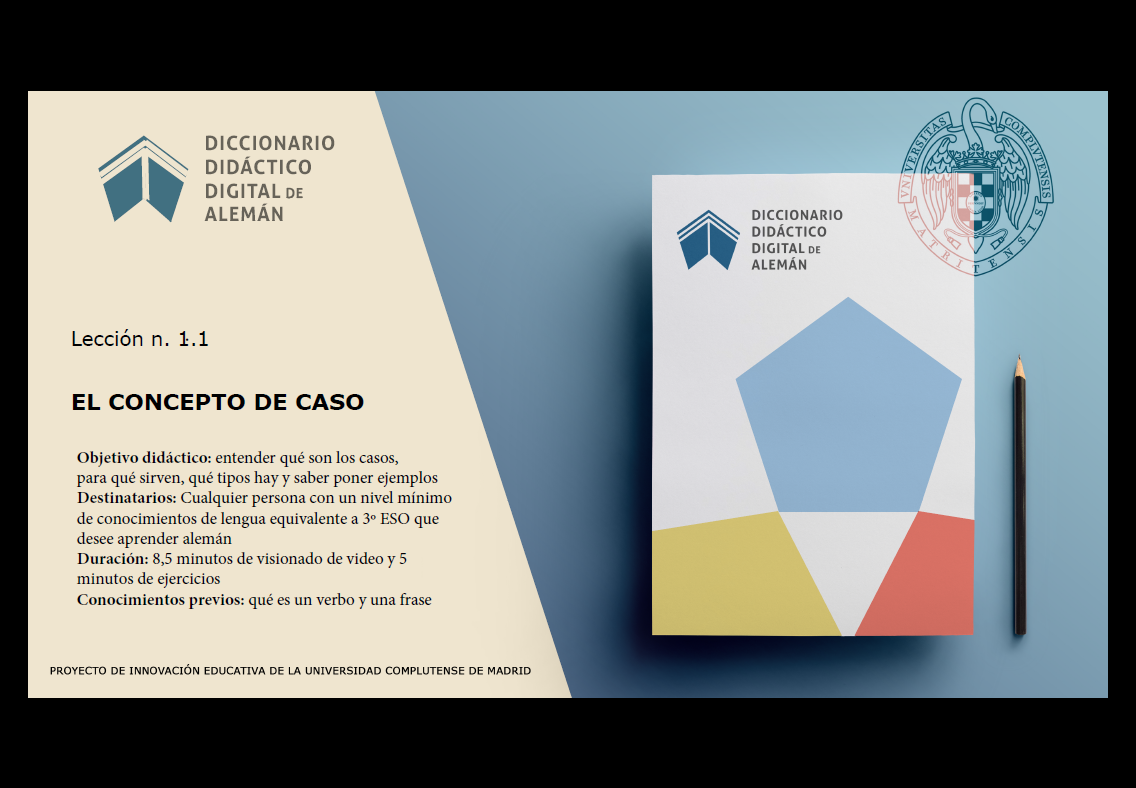 DICCIONARIO
DIDÁCTICO
DIGITAL DE
ALEMÁN
Lección n. 1.1
EL CONCEPTO DE CASO
Objetivo didáctico: entender qué son los casos,
para qué sirven, qué tipos hay y saber poner ejemplos
Destinatarios: Cualquier persona con un nivel mínimo
de conocimientos de lengua equivalente a 3º ESO que
desee aprender alemán
Duración: 8,5 minutos de visionado de video y 5
minutos de ejercicios
Conocimientos previos: qué es un verbo y una frase
PROYECTO DE INNOVACIÓN EDUCATIVA DE LA UNIVERSIDAD COMPLUTENSE DE MADRID
DICCIONARIO
DIDÁCTICO
DIGITAL DE
ALEMÁN
VNIVERSITAS
COMPLVTENSIS
MATRITENSIS